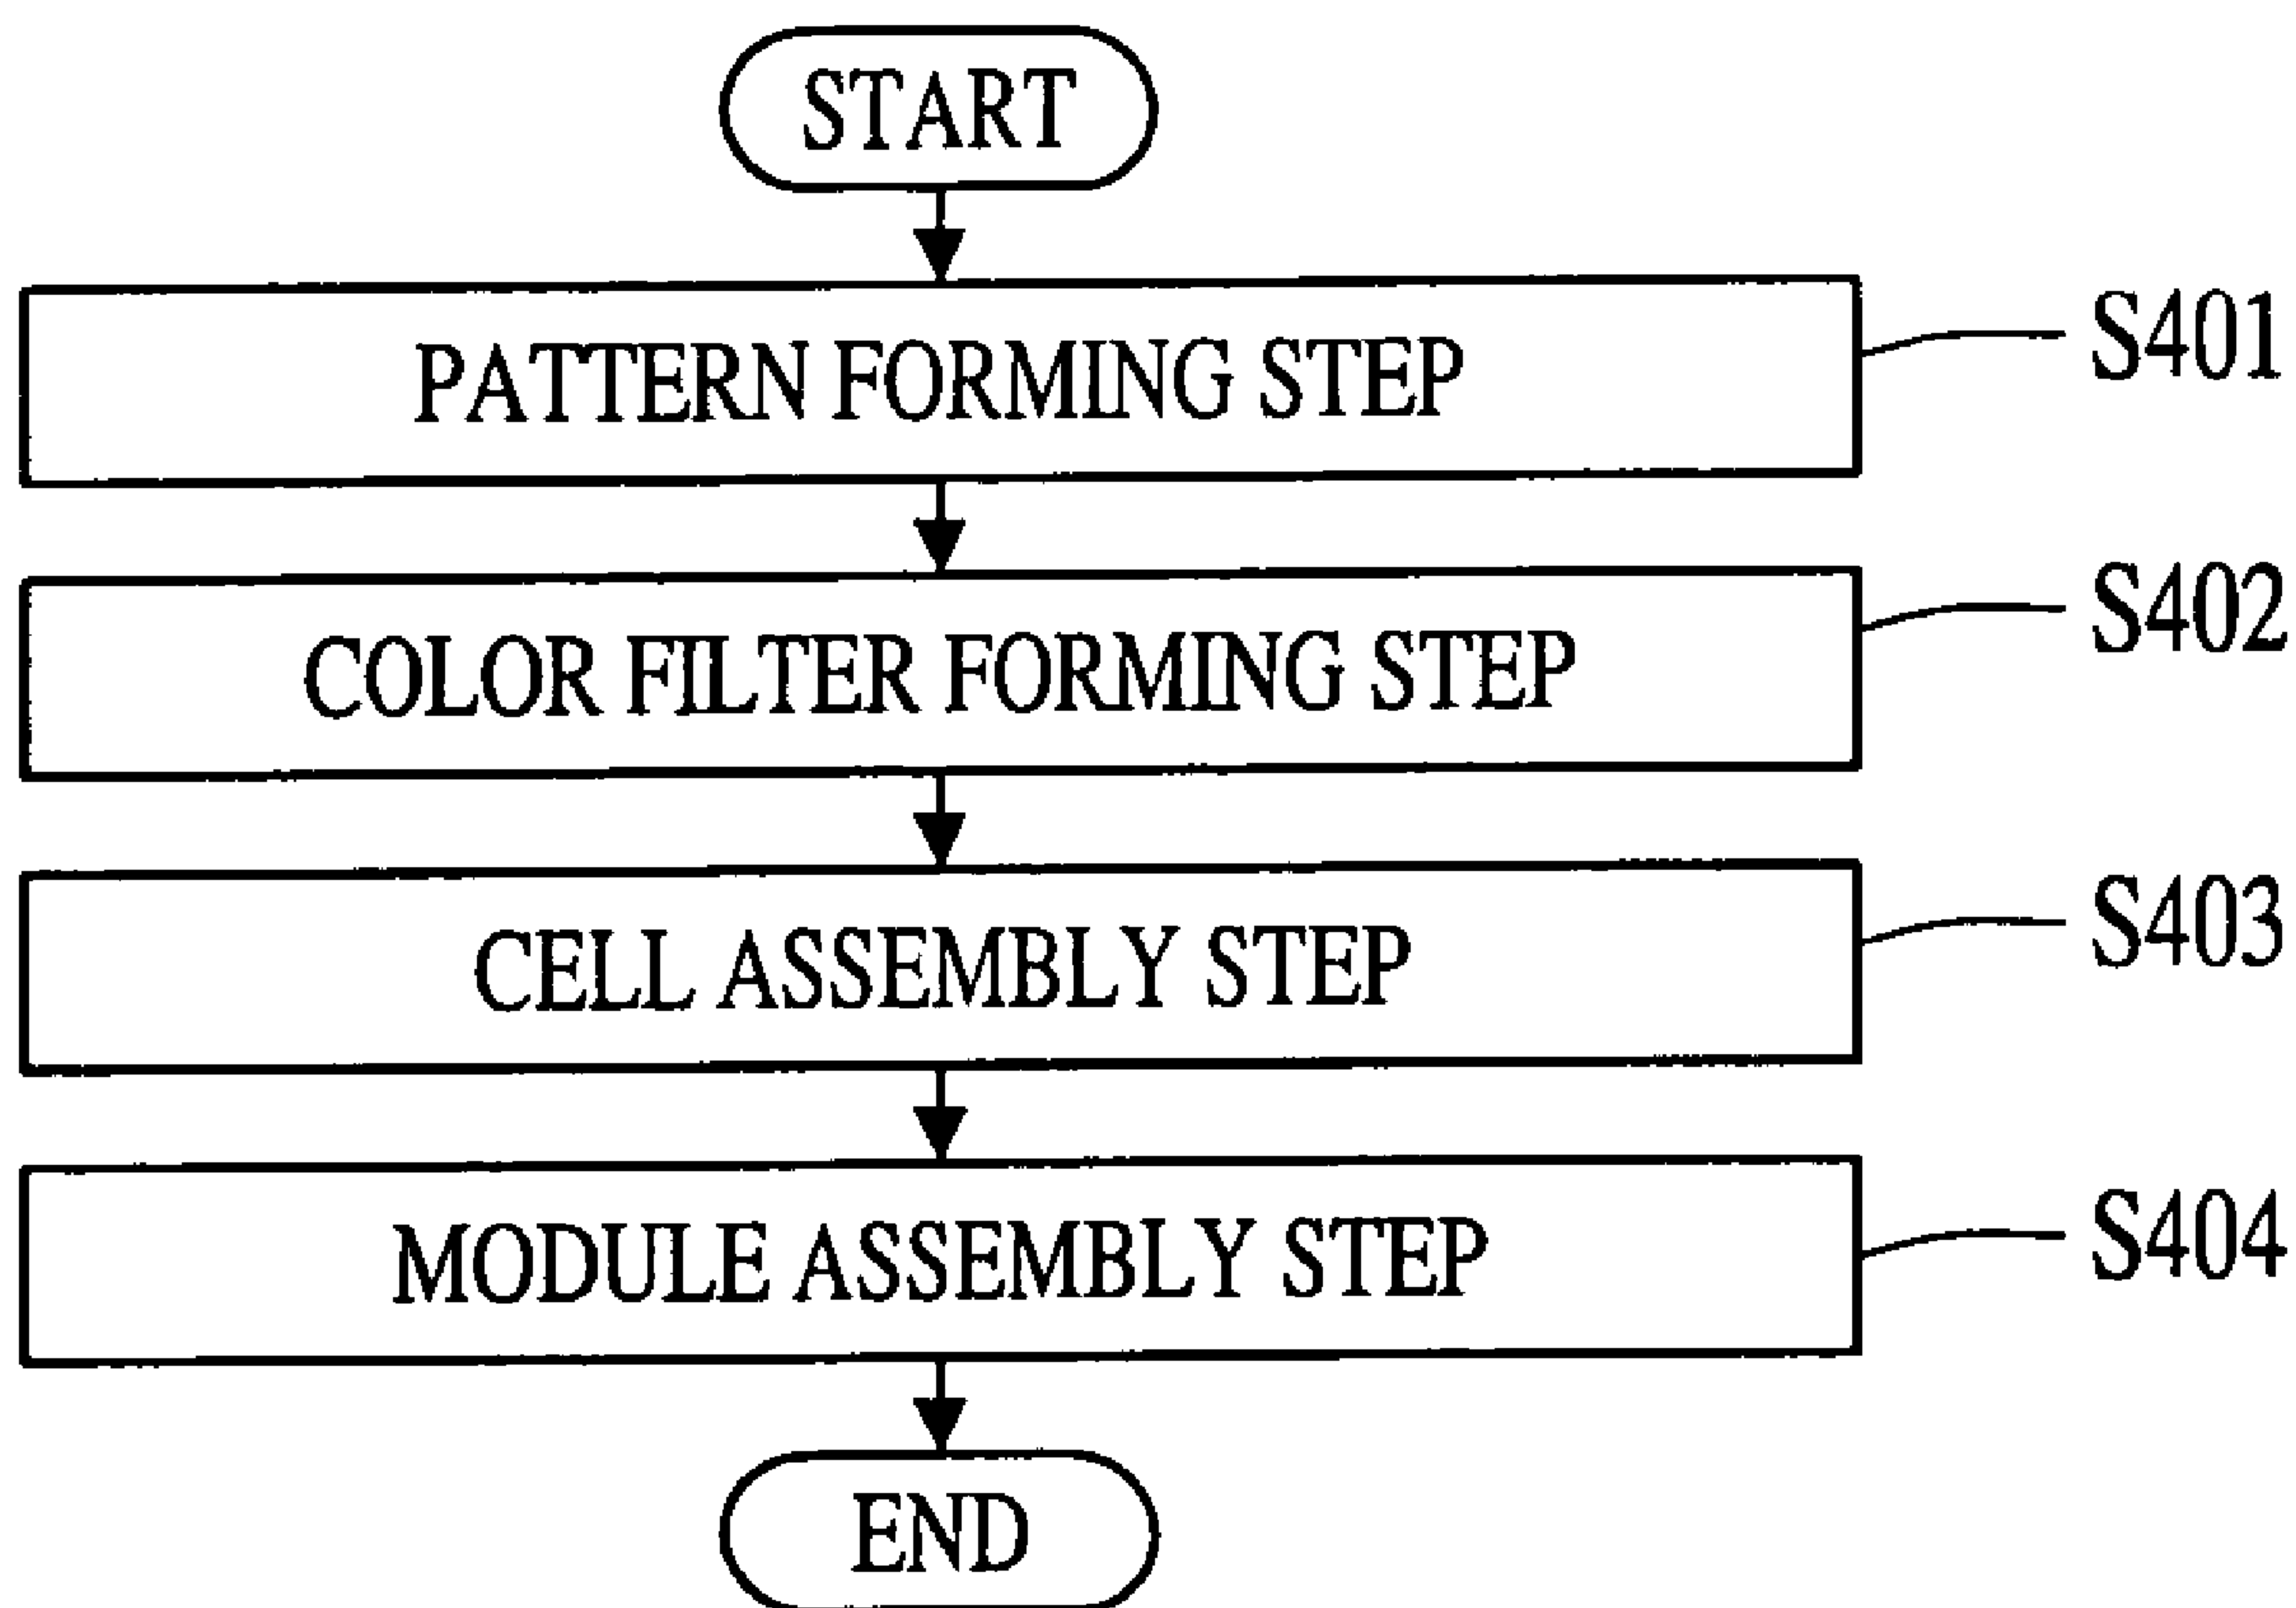 START
PATTERN FORMING STEP
S401
COLOR FILTER FORMING STEP
S402
CELL ASSEMBLY STEP
S403
MODULE ASSEMBLY STEP
S404
END